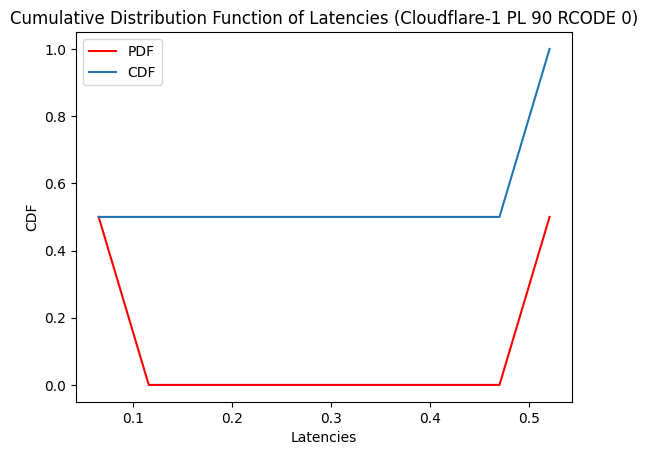 Cumulative Distribution Function of Latencies (Cloudflare-1 PL 90 RCODE 0)
PDF
CDF
1.0
0.8
0.6
0.4
0.2
0.0
CDF
0.1
0.2
0.3
0.4
0.5
Latencies